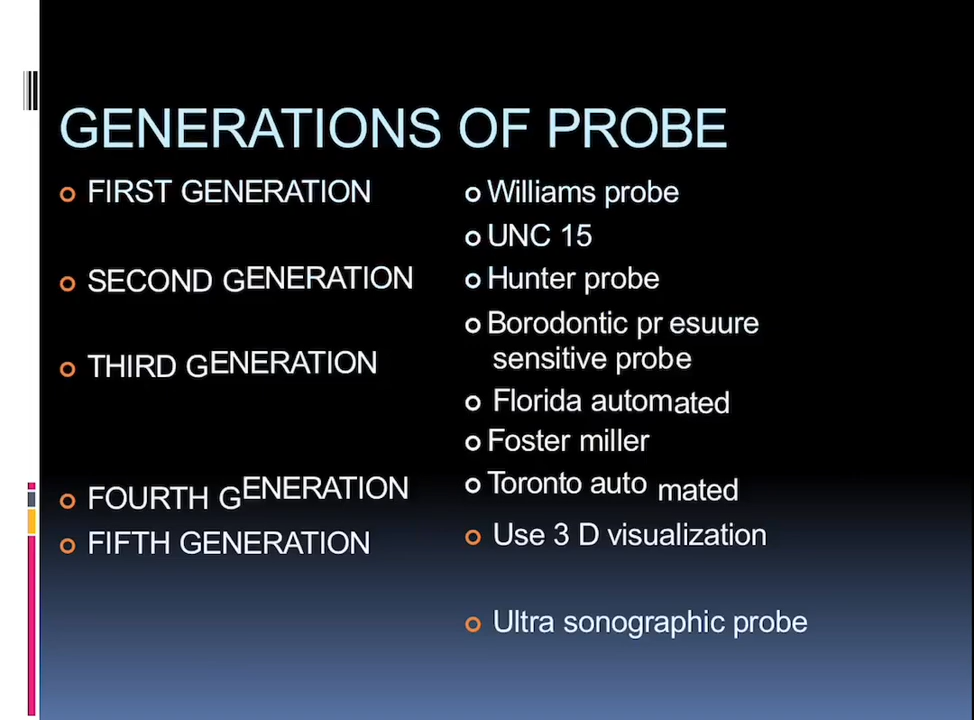 GENERATIONS OF PROBE
FIRST GENERATION
SECOND GENERATION
THIRD GENERATION
FOURTH GENERATION
FIFTH GENERATION
Williams probe
UNC 15
Hunter probe
Borodontic pr esuure
sensitive probe
Florida automated
Foster miller
Toronto auto mated
Use 3 D visualization
Ultra sonographic probe